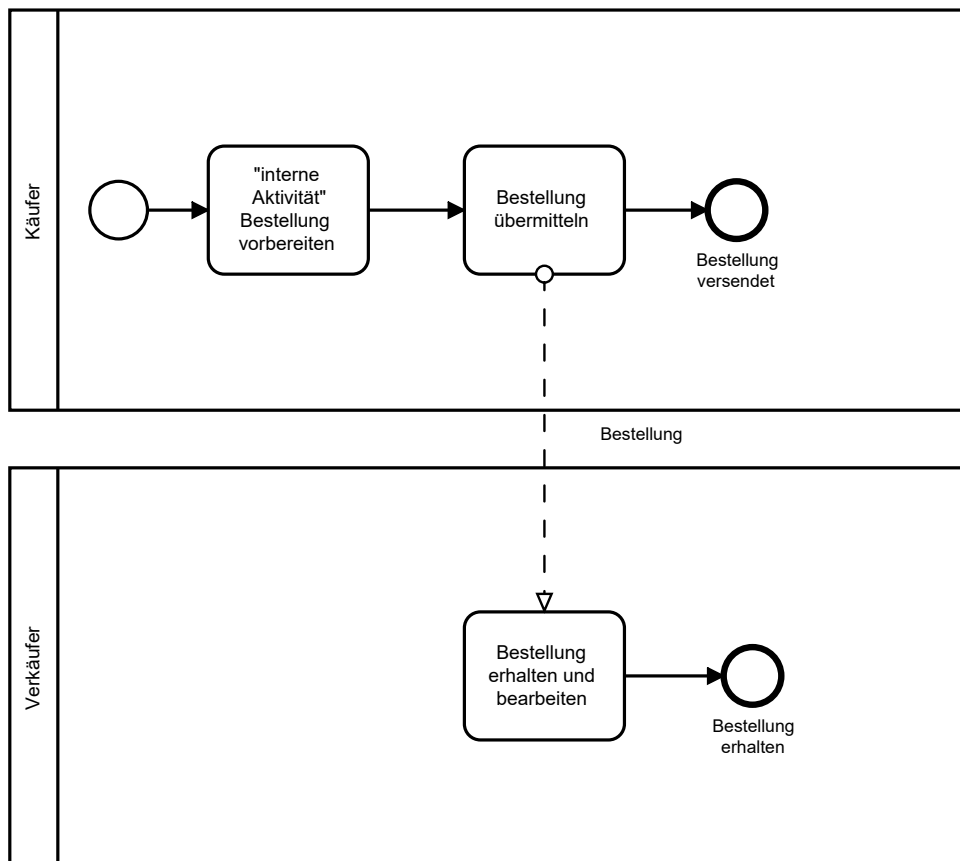 Käufer
"interne
Aktivität"
Bestellung
vorbereiten
Bestellung
übermitteln
Bestellung
versendet
Bestellung
Verkäufer
Bestellung
erhalten und
bearbeiten
Bestellung
erhalten